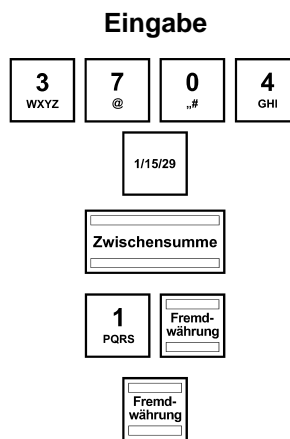 Eingabe
3 7 0 4
WXYZ @ „# GHI
1/15/29
Zwischensumme
1 Fremd-
PQRS währung
Fremd-
währung